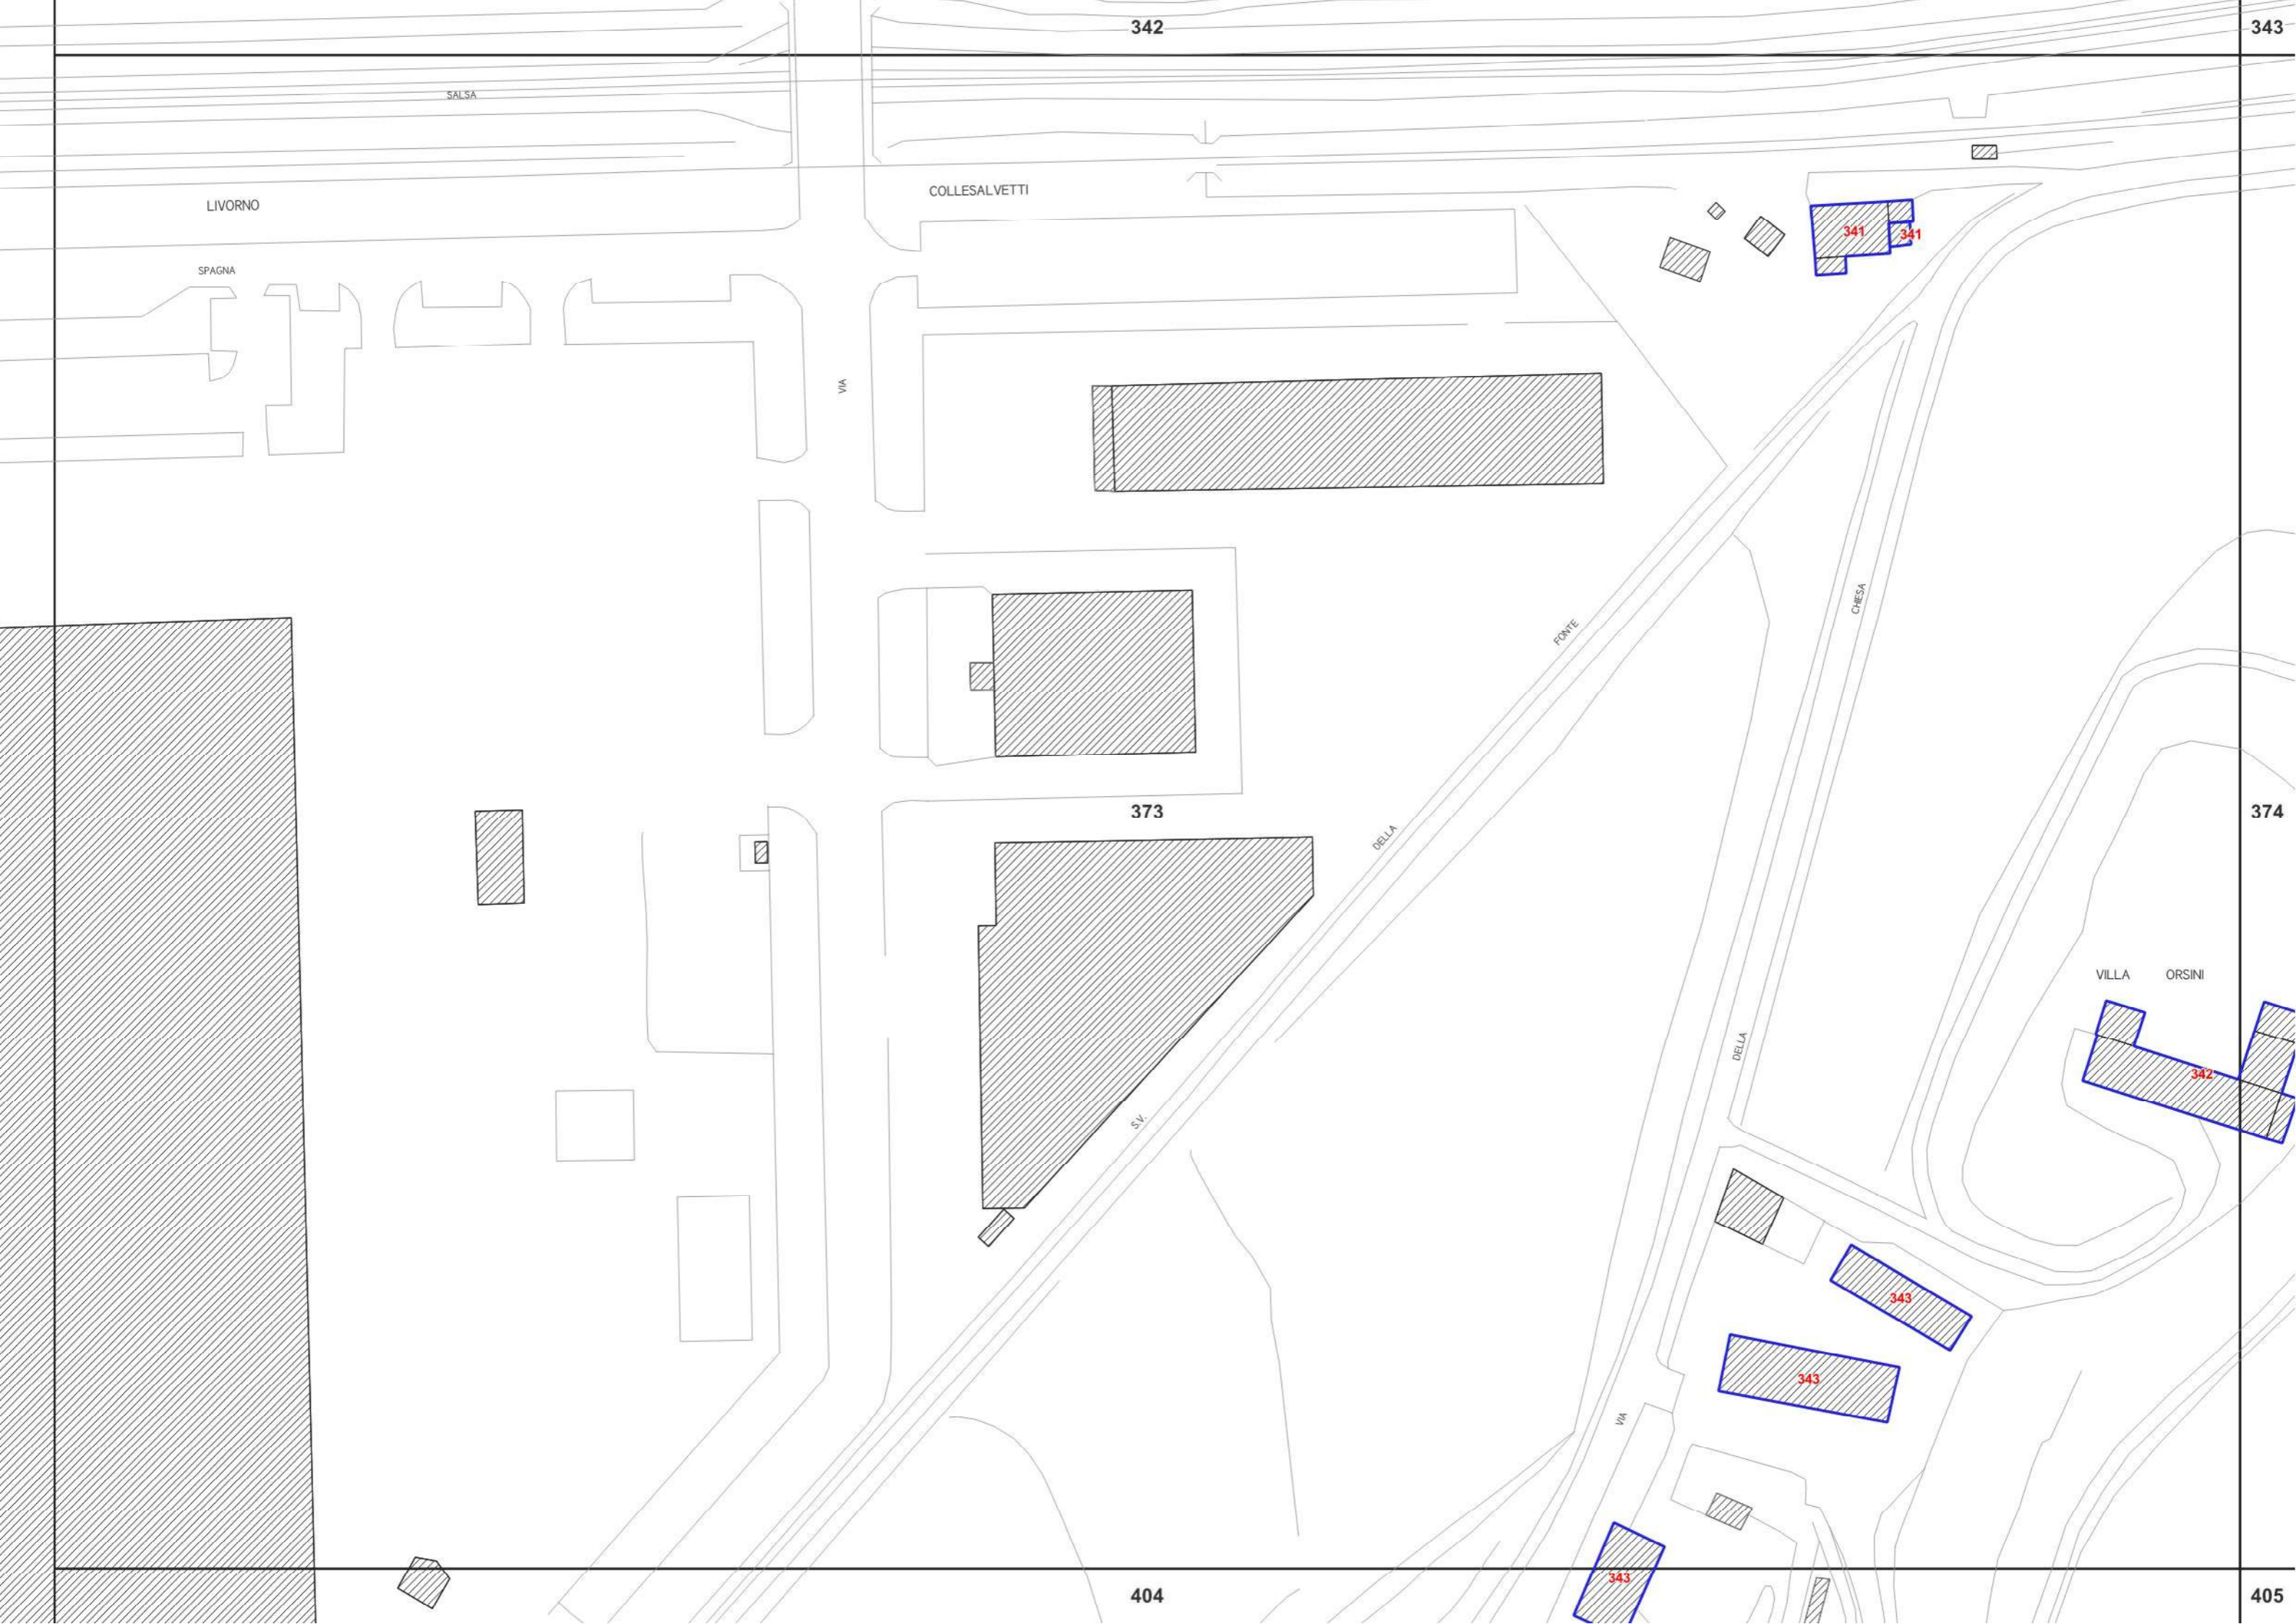 342
343
SALSA
COLLESALVETTI
LIVORNO
341
341
SPAGNA
VIA
CHIESA
FONTE
373
374
DELLA
VILLA ORSINI
DELLA
342
S.V.
343
343
VIA
343
404
405